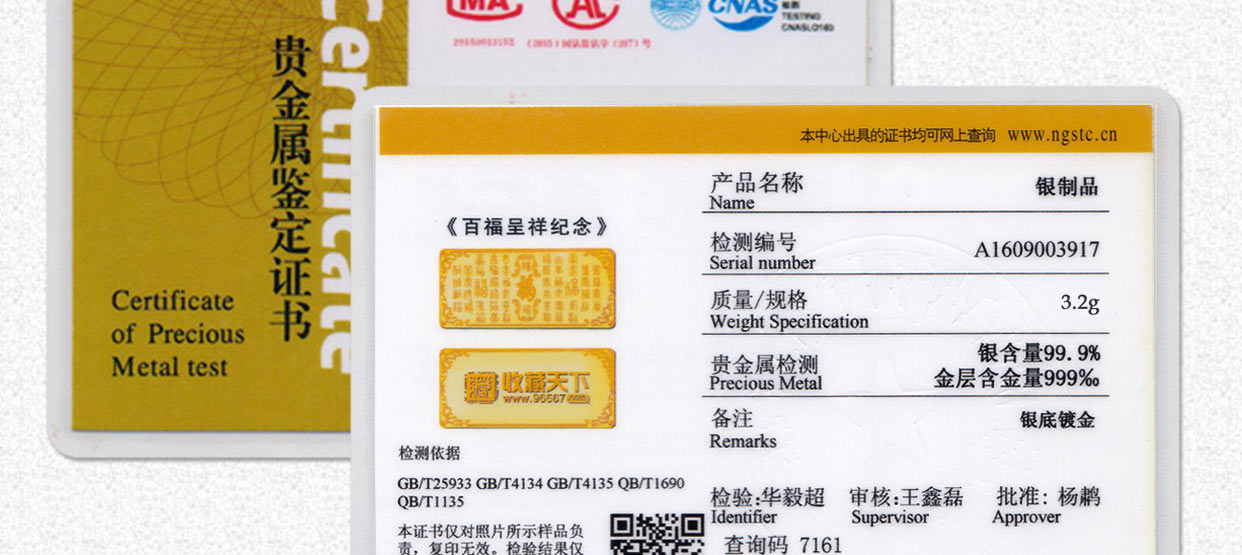 MA
AL
CNAS
检测
TESTING
CNASL0160
(2015)国认监认字(197)号
Certificate
贵金属鉴定证书
Certificate
of Precious
Metal test
本中心出具的证书均可网上查询 www.ngstc.cn
《百福呈祥纪念》
收藏天下
www.96567.com
检测依据
GB/T25933 GB/T4134 GB/T4135 QB/T1690
QB/T1135
本证书仅对照片所示样品负
责，复印无效。检验结果仅
产品名称 银制品
Name
检测编号 A1609003917
Serial number
质量/规格 3.2g
Weight Specification
贵金属检测 银含量99.9%
Precious Metal 金层含金量999‰
备注 银底镀金
Remarks
检验:华毅超 审核:王鑫磊 批准: 杨鹇
Identifier Supervisor Approver
查询码 7161